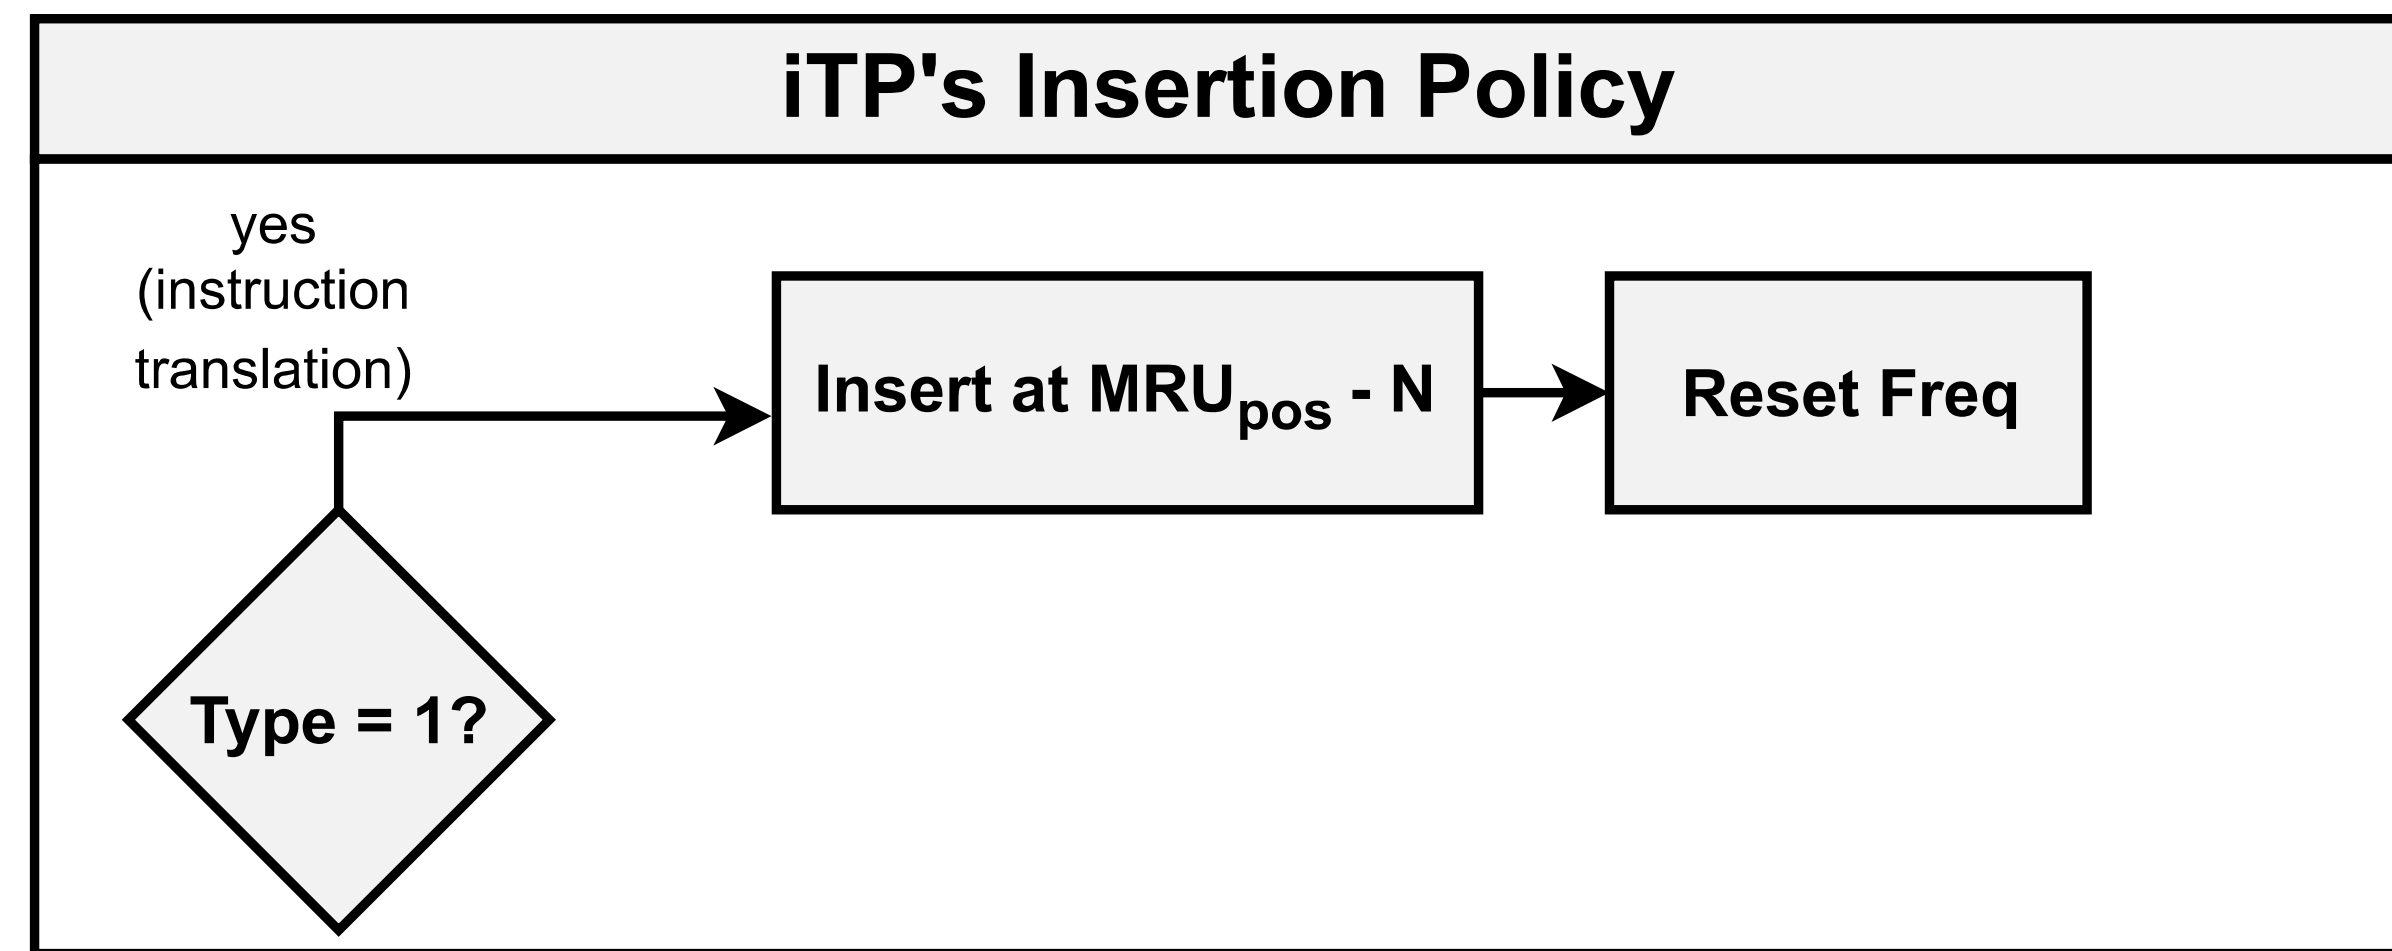 iTP's Insertion Policy
yes
(instruction
translation)
Insert at MRUpos - N
Reset Freq
Type = 1?